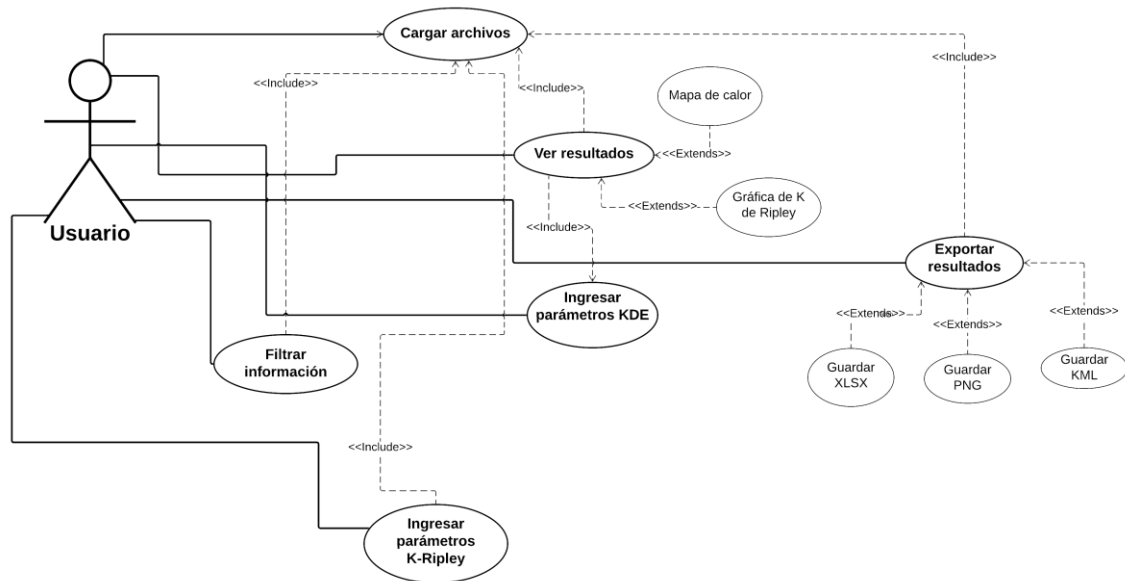 Cargar archivos
<<Include>>
<<Include>>
<<Include>>
Mapa de calor
Ver resultados
<<Extends>>
Gráfica de K
de Ripley
<<Extends>>
<<Include>>
Usuario
Exportar
resultados
Ingresar
parámetros KDE
<<Extends>>
<<Extends>>
<<Extends>>
Filtrar
información
Guardar
XLSX
Guardar
PNG
Guardar
KML
<<Include>>
Ingresar
parámetros
K-Ripley